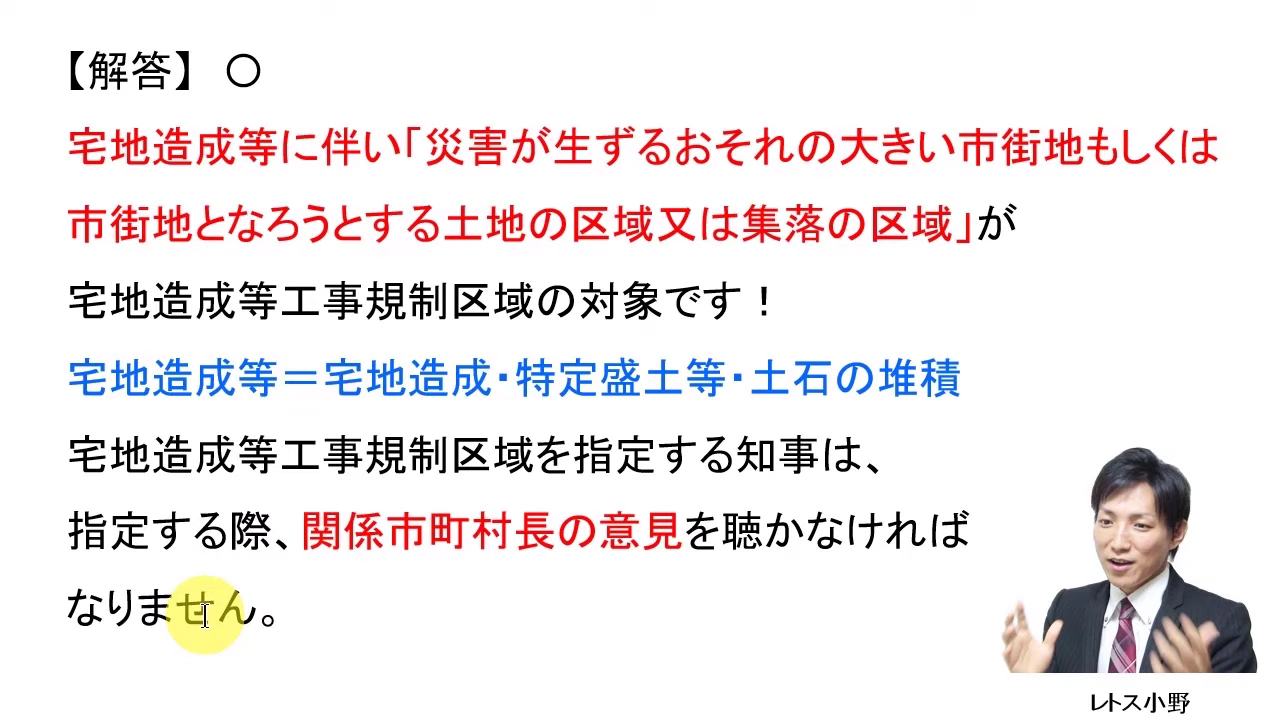 【解答】 〇
宅地造成等に伴い「災害が生ずるおそれの大きい市街地もしくは
市街地となろうとする土地の区域又は集落の区域」が
宅地造成等工事規制区域の対象です！
宅地造成等＝宅地造成・特定盛土等・土石の堆積
宅地造成等工事規制区域を指定する知事は、
指定する際、関係市町村長の意見を聴かなければ
なりません。
レトス小野